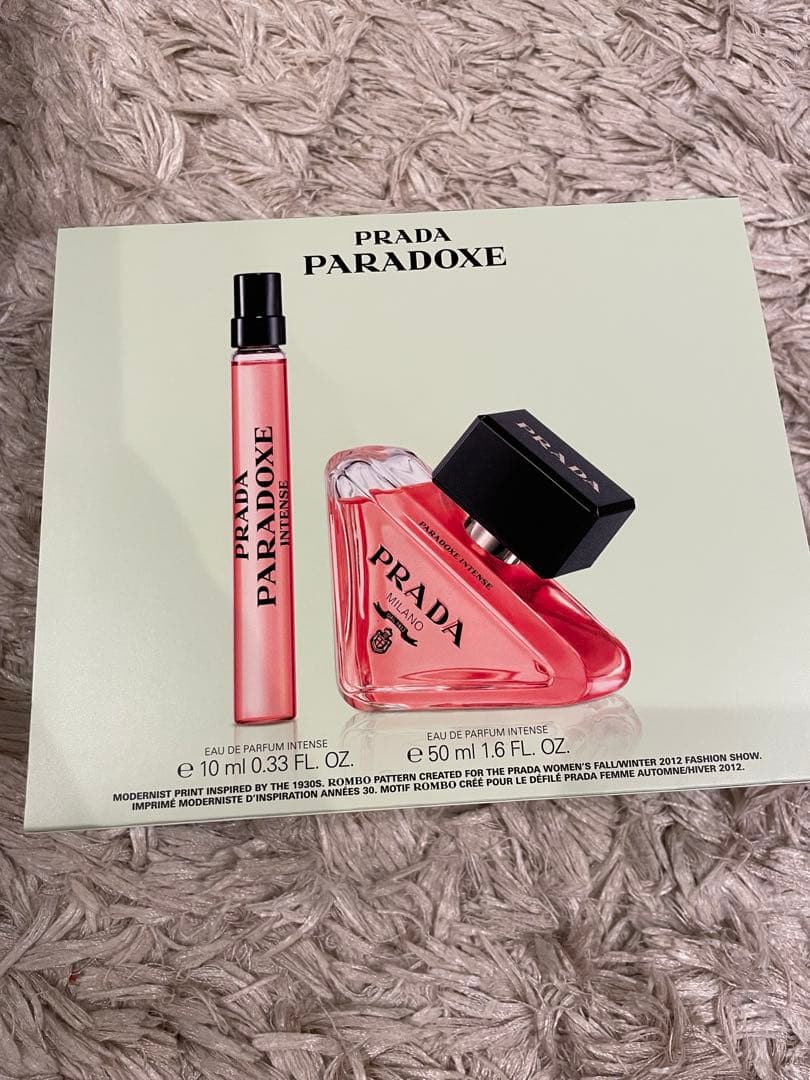 PRADA
PARADOXE
PRADA
PARADOXE
INTENSE
PRADA
PARADOXE INTENSE
PRADA
MILANO
EAU DE PARFUM INTENSE
e 10 ml 0.33 FL. OZ.
EAU DE PARFUM INTENSE
e 50 ml 1.6 FL. OZ.
MODERNIST PRINT INSPIRED BY THE 1930S. ROMBO PATTERN CREATED FOR THE PRADA WOMEN'S FALL/WINTER 2012 FASHION SHOW.
IMPRIMÉ MODERNISTE D'INSPIRATION ANNÉES 30. MOTIF ROMBO CRÉÉ POUR LE DÉFILÉ PRADA FEMME AUTOMNE/HIVER 2012.